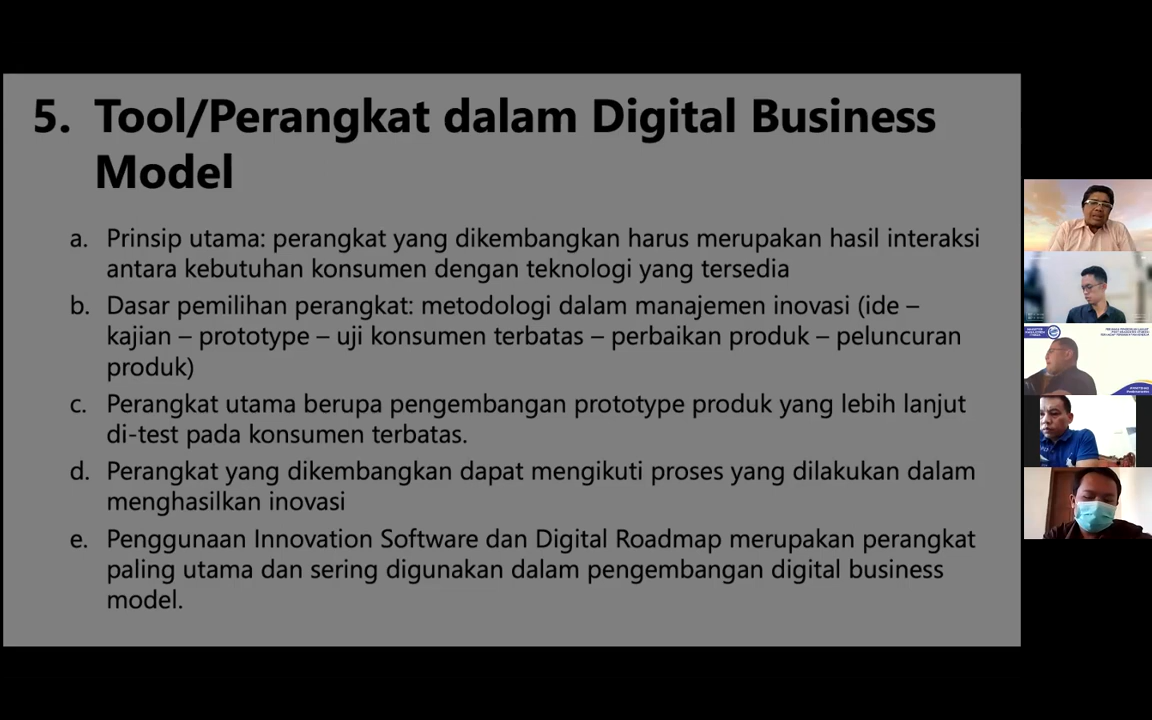 5. Tool/Perangkat dalam Digital Business
Model
a. Prinsip utama: perangkat yang dikembangkan harus merupakan hasil interaksi
antara kebutuhan konsumen dengan teknologi yang tersedia
b. Dasar pemilihan perangkat: metodologi dalam manajemen inovasi (ide –
kajian – prototype – uji konsumen terbatas – perbaikan produk – peluncuran
produk)
c. Perangkat utama berupa pengembangan prototype produk yang lebih lanjut
di-test pada konsumen terbatas.
d. Perangkat yang dikembangkan dapat mengikuti proses yang dilakukan dalam
menghasilkan inovasi
e. Penggunaan Innovation Software dan Digital Roadmap merupakan perangkat
paling utama dan sering digunakan dalam pengembangan digital business
model.